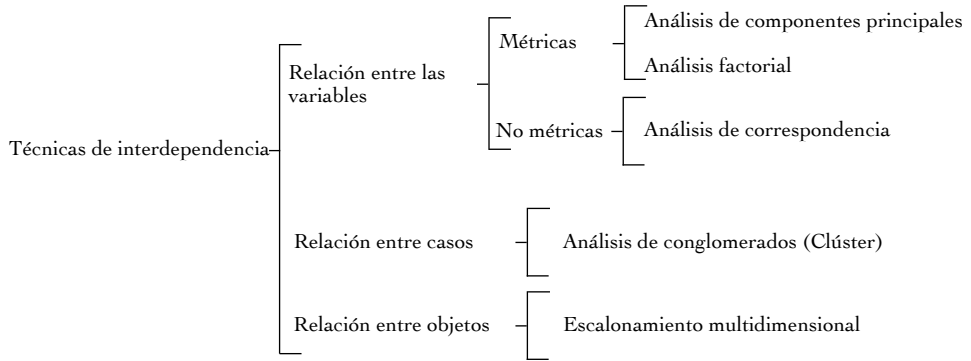 Técnicas de interdependencia
Relación entre las
variables
Métricas
Análisis de componentes principales
Análisis factorial
No métricas
Análisis de correspondencia
Relación entre casos
Análisis de conglomerados (Clúster)
Relación entre objetos
Escalonamiento multidimensional